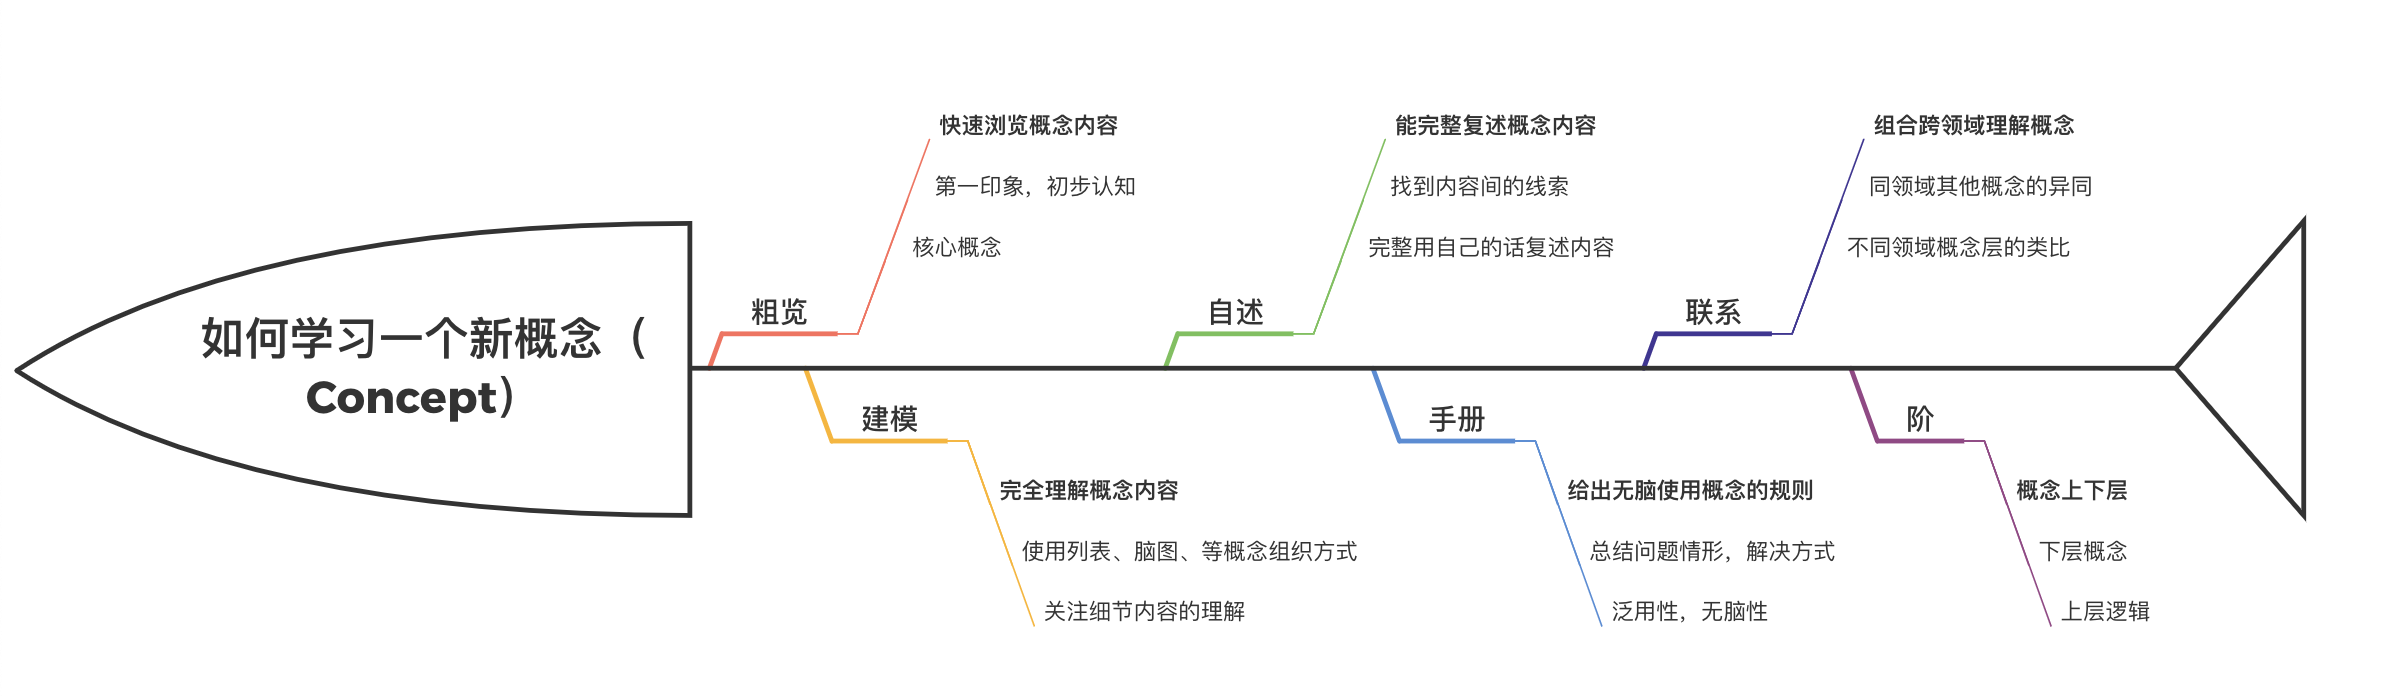 如何学习一个新概念（
Concept）
粗览
快速浏览概念内容
第一印象，初步认知
核心概念
建模
完全理解概念内容
使用列表、脑图、等概念组织方式
关注细节内容的理解
自述
能完整复述概念内容
找到内容间的线索
完整用自己的话复述内容
手册
给出无脑使用概念的规则
总结问题情形，解决方式
泛用性，无脑性
联系
组合跨领域理解概念
同领域其他概念的异同
不同领域概念层的类比
阶
概念上下层
下层概念
上层逻辑